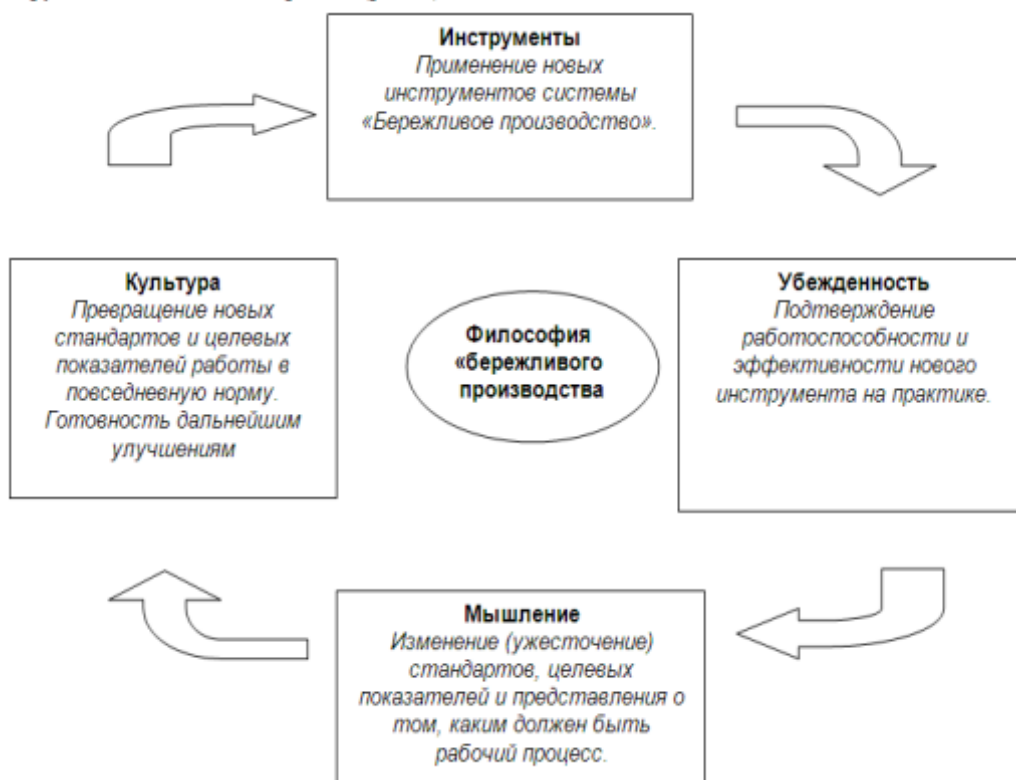 Инструменты
Применение новых
инструментов системы
«Бережливое производство».
Культура
Превращение новых
стандартов и целевых
показателей работы в
повседневную норму.
Готовность дальнейшим
улучшениям
Философия
«бережливого
производства
Убежденность
Подтверждение
работоспособности и
эффективности нового
инструмента на практике.
Мышление
Изменение (ужесточение)
стандартов, целевых
показателей и представления о
том, каким должен быть
рабочий процесс.